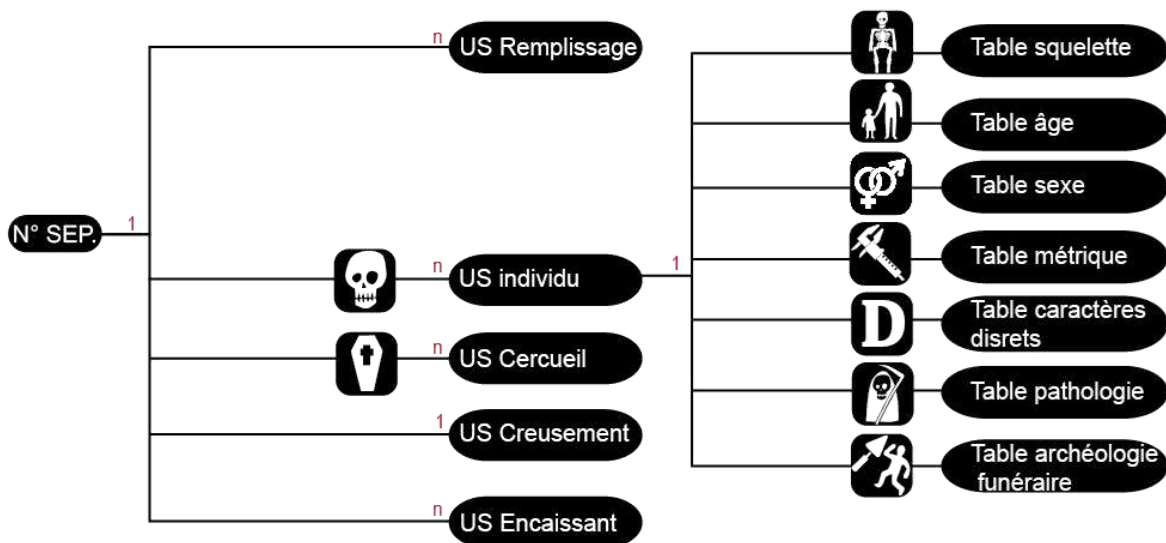 N° SEP.
1
n
US Remplissage
n
US individu
n
US Cercueil
1
US Creusement
n
US Encaissant
1
Table squelette
Table âge
Table sexe
Table métrique
D
Table caractères
disrets
Table pathologie
Table archéologie
funéraire